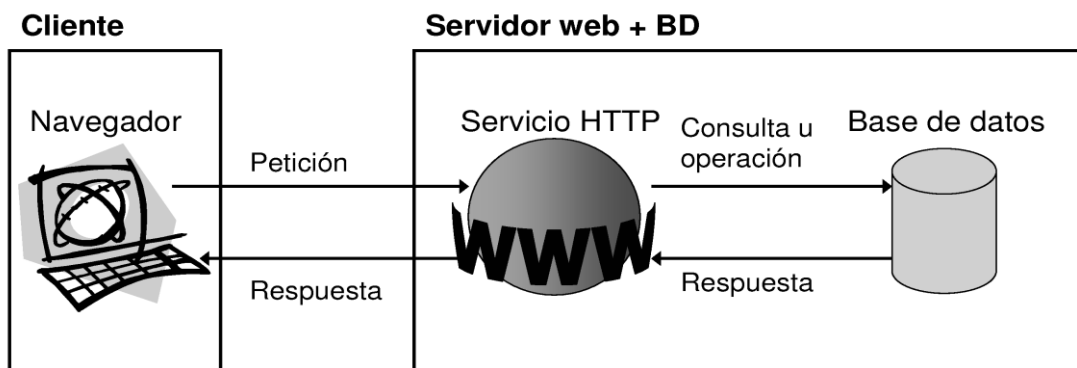 Cliente
Servidor web + BD
Navegador
Servicio HTTP
Consulta u
operación
Base de datos
Petición
WWW
Respuesta
Respuesta